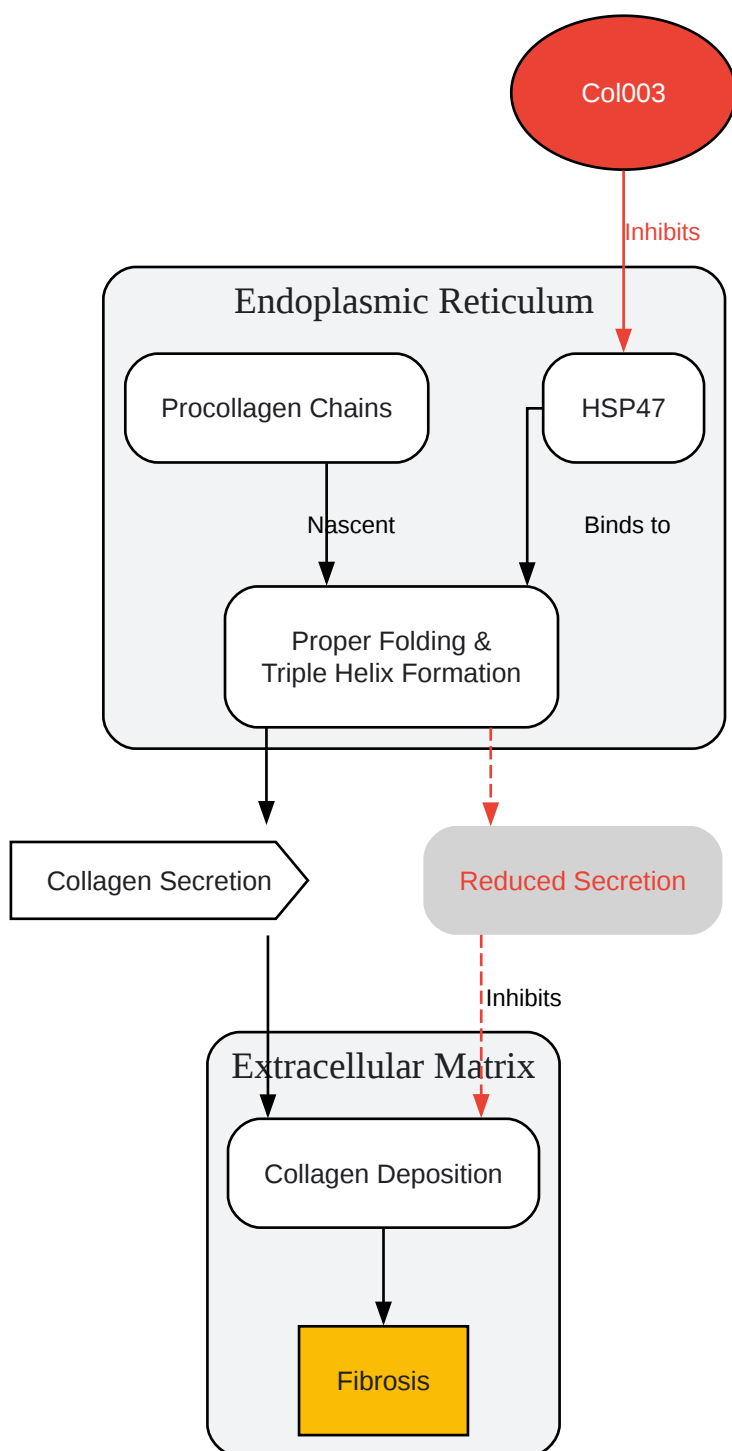 Col003
Inhibits
Endoplasmic Reticulum
Procollagen Chains
HSP47
Nascent
Binds to
Proper Folding &
Triple Helix Formation
Collagen Secretion
Reduced Secretion
Inhibits
Extracellular Matrix
Collagen Deposition
Fibrosis